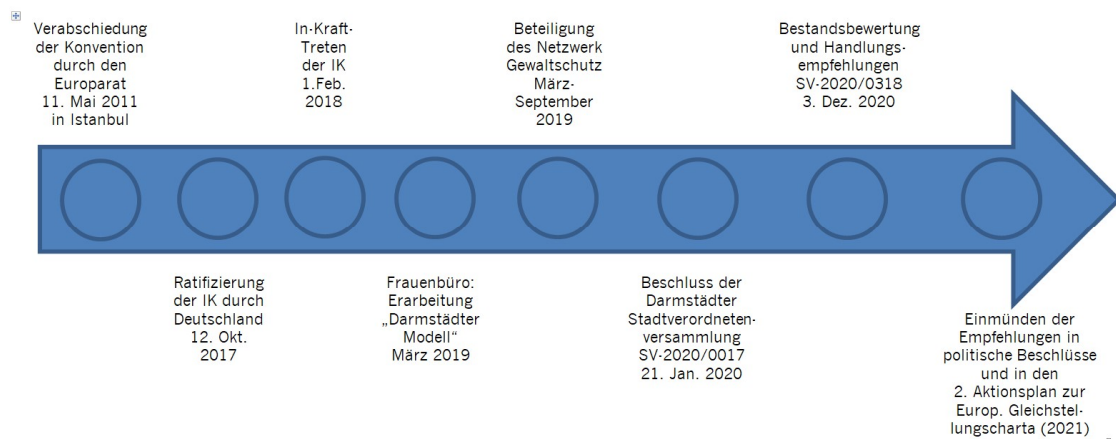 Verabschiedung
der Konvention
durch den
Europarat
11. Mai 2011
in Istanbul
Ratifizierung
der IK durch
Deutschland
12. Okt.
2017
In-Kraft-
Treten
der IK
1.Feb.
2018
Frauenbüro:
Erarbeitung
„Darmstädter
Modell“
März 2019
Beteiligung
des Netzwerk
Gewaltschutz
März-
September
2019
Beschluss der
Darmstädter
Stadtverordneten-
versammlung
SV-2020/0017
21. Jan. 2020
Bestandsbewertung
und Handlungs-
empfehlungen
SV-2020/0318
3. Dez. 2020
Einmünden der
Empfehlungen in
politische Beschlüsse
und in den
2. Aktionsplan zur
Europ. Gleichstel-
lungscharta (2021)